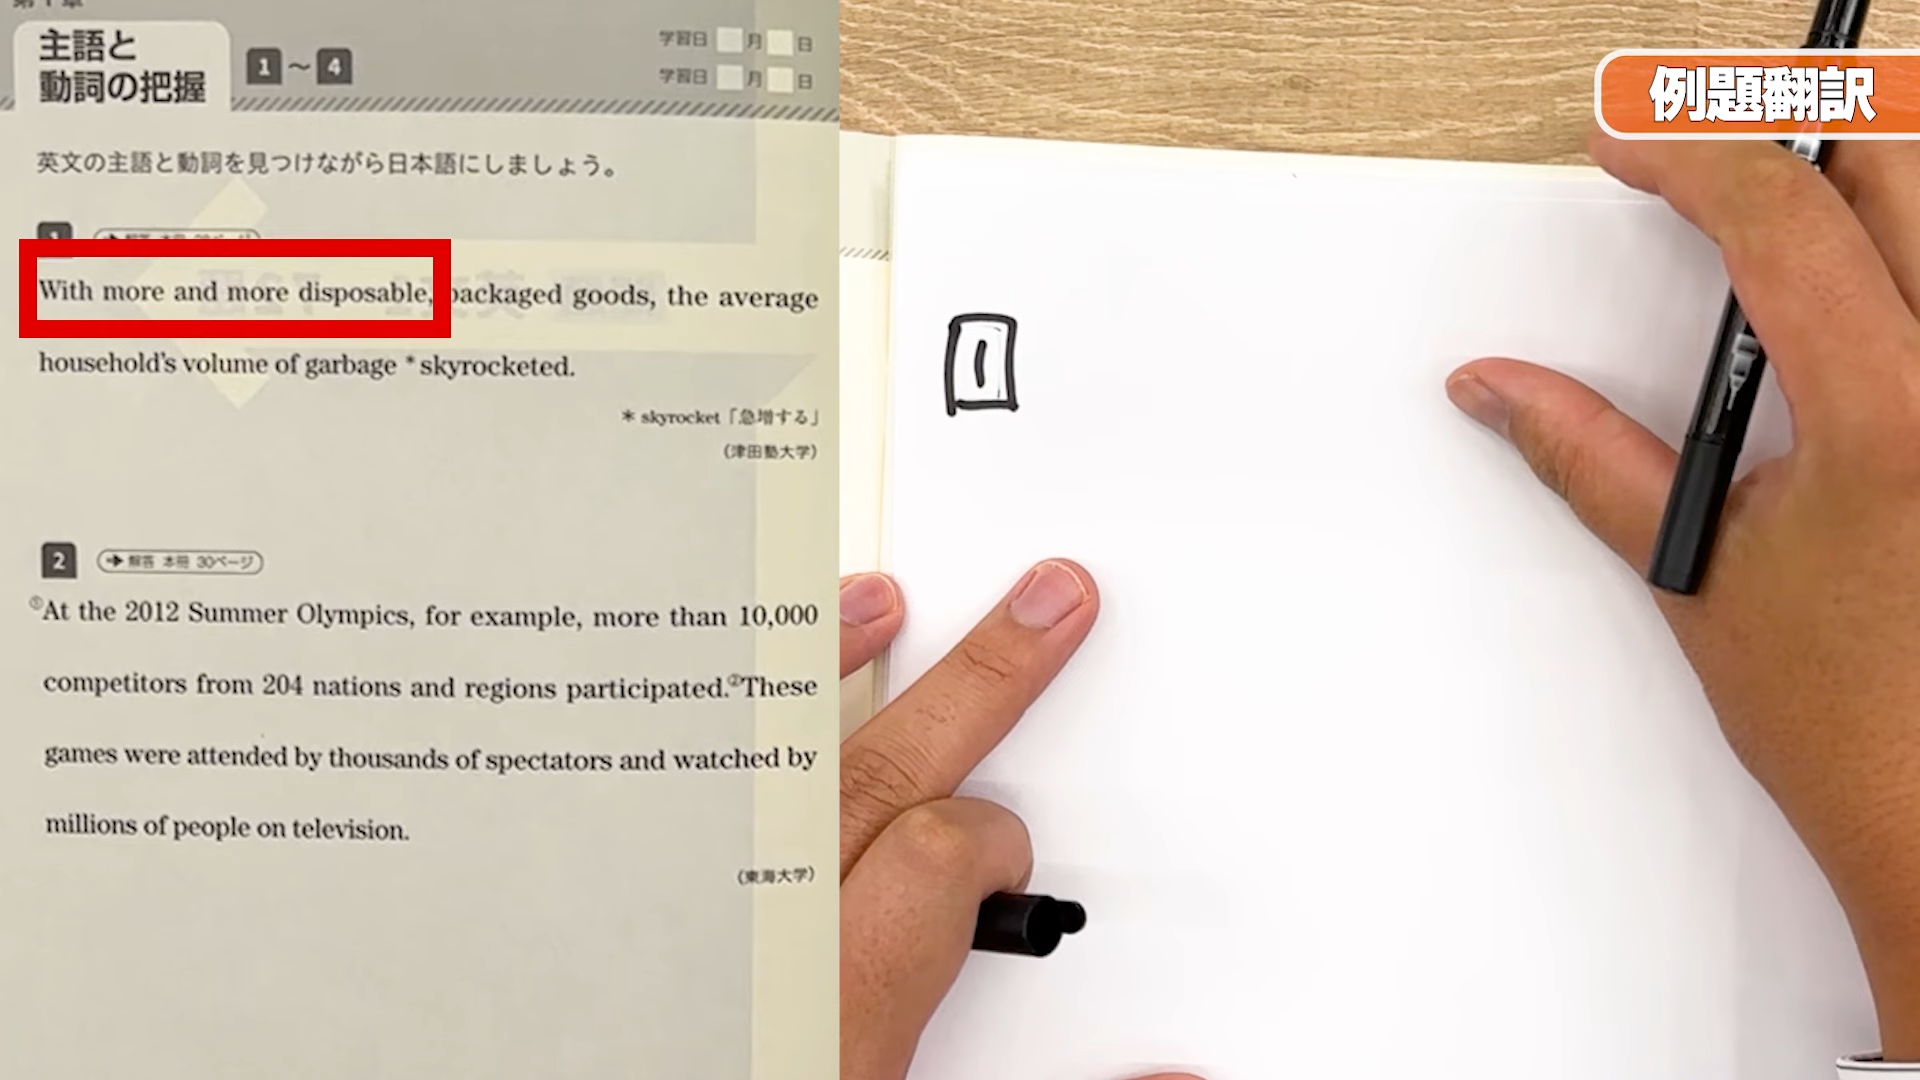 第1章
主語と
動詞の把握
1 ～ 4
学習日 月 日
学習日 月 日
例題翻訳
英文の主語と動詞を見つけながら日本語にしましょう。
1
With more and more disposable, packaged goods, the average
household's volume of garbage *skyrocketed.
* skyrocket「急増する」
(津田塾大学)
1
2 → 解答 本冊 30ページ
①At the 2012 Summer Olympics, for example, more than 10,000
competitors from 204 nations and regions participated.②These
games were attended by thousands of spectators and watched by
millions of people on television.
(東海大学)